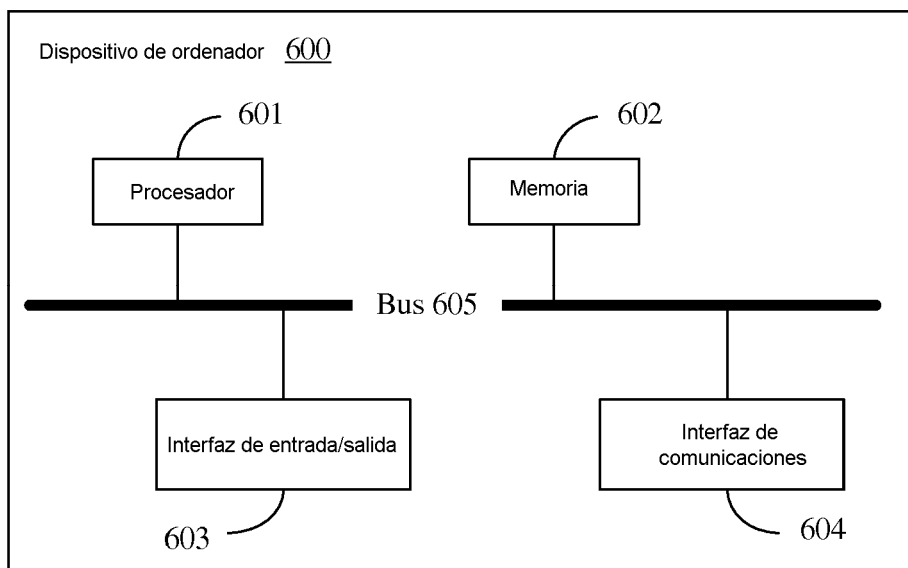 Dispositivo de ordenador 600
601
602
Procesador
Memoria
Bus 605
Interfaz de entrada/salida
Interfaz de
comunicaciones
603
604